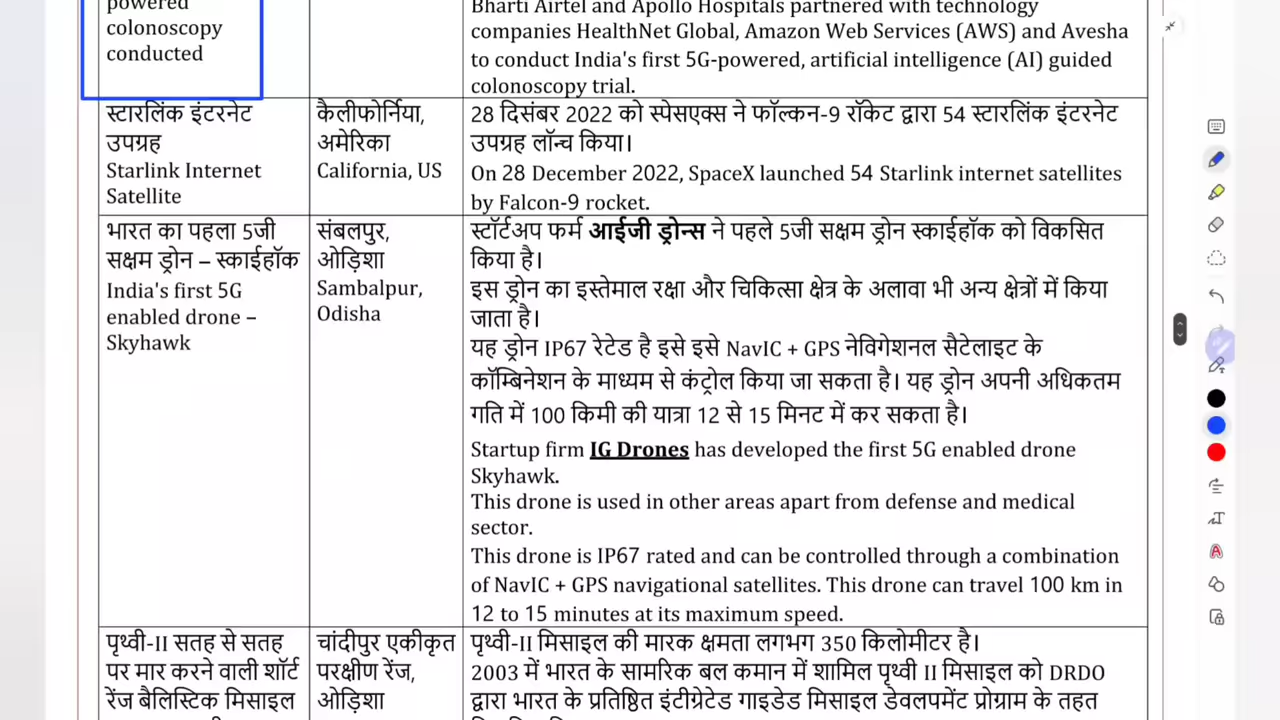 powered
colonoscopy
conducted
Bharti Airtel and Apollo Hospitals partnered with technology
companies HealthNet Global, Amazon Web Services (AWS) and Avesha
to conduct India's first 5G-powered, artificial intelligence (AI) guided
colonoscopy trial.
स्टारलिंक इंटरनेट
उपग्रह
Starlink Internet
Satellite
कैलीफोर्निया,
अमेरिका
California, US
28 दिसंबर 2022 को स्पेसएक्स ने फॉल्कन-9 रॉकेट द्वारा 54 स्टारलिंक इंटरनेट
उपग्रह लॉन्च किया।
On 28 December 2022, SpaceX launched 54 Starlink internet satellites
by Falcon-9 rocket.
भारत का पहला 5जी
सक्षम ड्रोन – स्काईहॉक
India's first 5G
enabled drone –
Skyhawk
संबलपुर,
ओड़िशा
Sambalpur,
Odisha
स्टॉर्टअप फर्म आईजी ड्रोन्स ने पहले 5जी सक्षम ड्रोन स्काईहॉक को विकसित
किया है।
इस ड्रोन का इस्तेमाल रक्षा और चिकित्सा क्षेत्र के अलावा भी अन्य क्षेत्रों में किया
जाता है।
यह ड्रोन IP67 रेटेड है इसे इसे NavIC + GPS नेविगेशनल सैटेलाइट के
कॉम्बिनेशन के माध्यम से कंट्रोल किया जा सकता है। यह ड्रोन अपनी अधिकतम
गति में 100 किमी की यात्रा 12 से 15 मिनट में कर सकता है।
Startup firm IG Drones has developed the first 5G enabled drone
Skyhawk.
This drone is used in other areas apart from defense and medical
sector.
This drone is IP67 rated and can be controlled through a combination
of NavIC + GPS navigational satellites. This drone can travel 100 km in
12 to 15 minutes at its maximum speed.
पृथ्वी-II सतह से सतह
पर मार करने वाली शॉर्ट
रेंज बैलिस्टिक मिसाइल
चांदीपुर एकीकृत
परीक्षण रेंज,
ओड़िशा
पृथ्वी-II मिसाइल की मारक क्षमता लगभग 350 किलोमीटर है।
2003 में भारत के सामरिक बल कमान में शामिल पृथ्वी II मिसाइल को DRDO
द्वारा भारत के प्रतिष्ठित इंटीग्रेटेड गाइडेड मिसाइल डेवलपमेंट प्रोग्राम के तहत